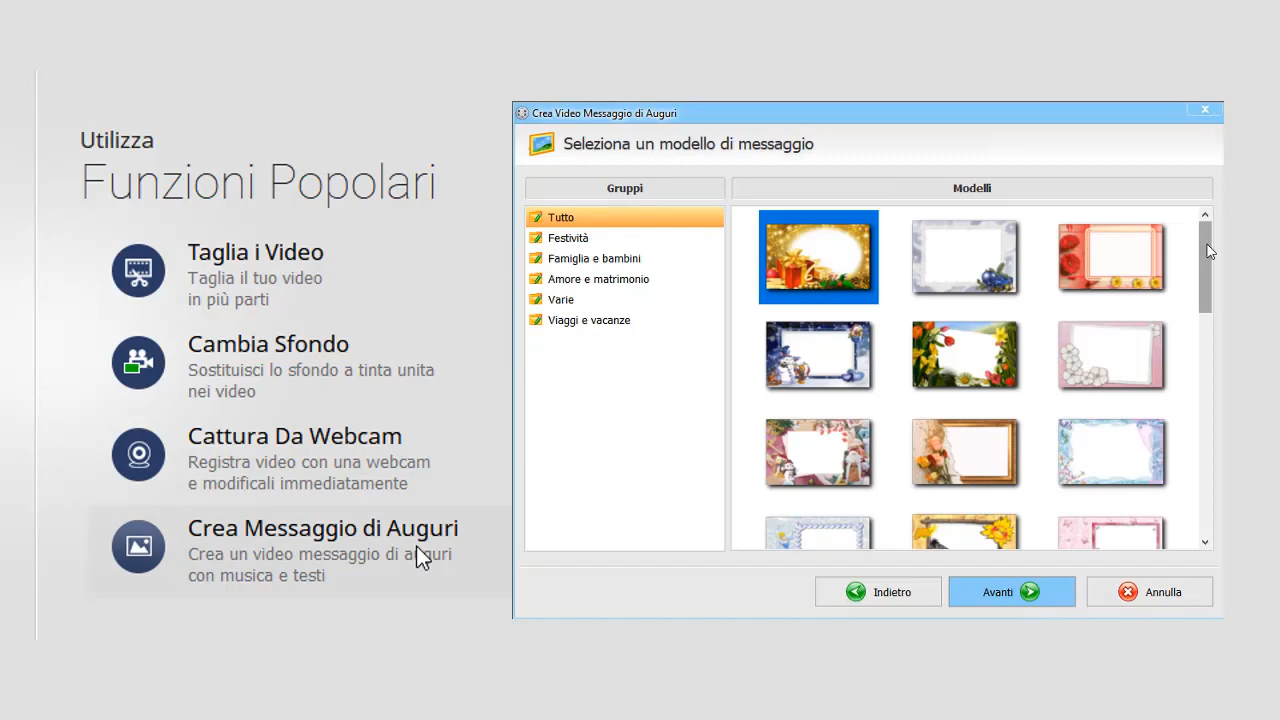 Utilizza
Funzioni Popolari
Taglia i Video
Taglia il tuo video
in più parti
Cambia Sfondo
Sostituisci lo sfondo a tinta unita
nei video
Cattura Da Webcam
Registra video con una webcam
e modificali immediatamente
Crea Messaggio di Auguri
Crea un video messaggio di auguri
con musica e testi
Crea Video Messaggio di Auguri
Seleziona un modello di messaggio
Gruppi
Tutto
Festività
Famiglia e bambini
Amore e matrimonio
Varie
Viaggi e vacanze
Modelli
Indietro
Avanti
Annulla